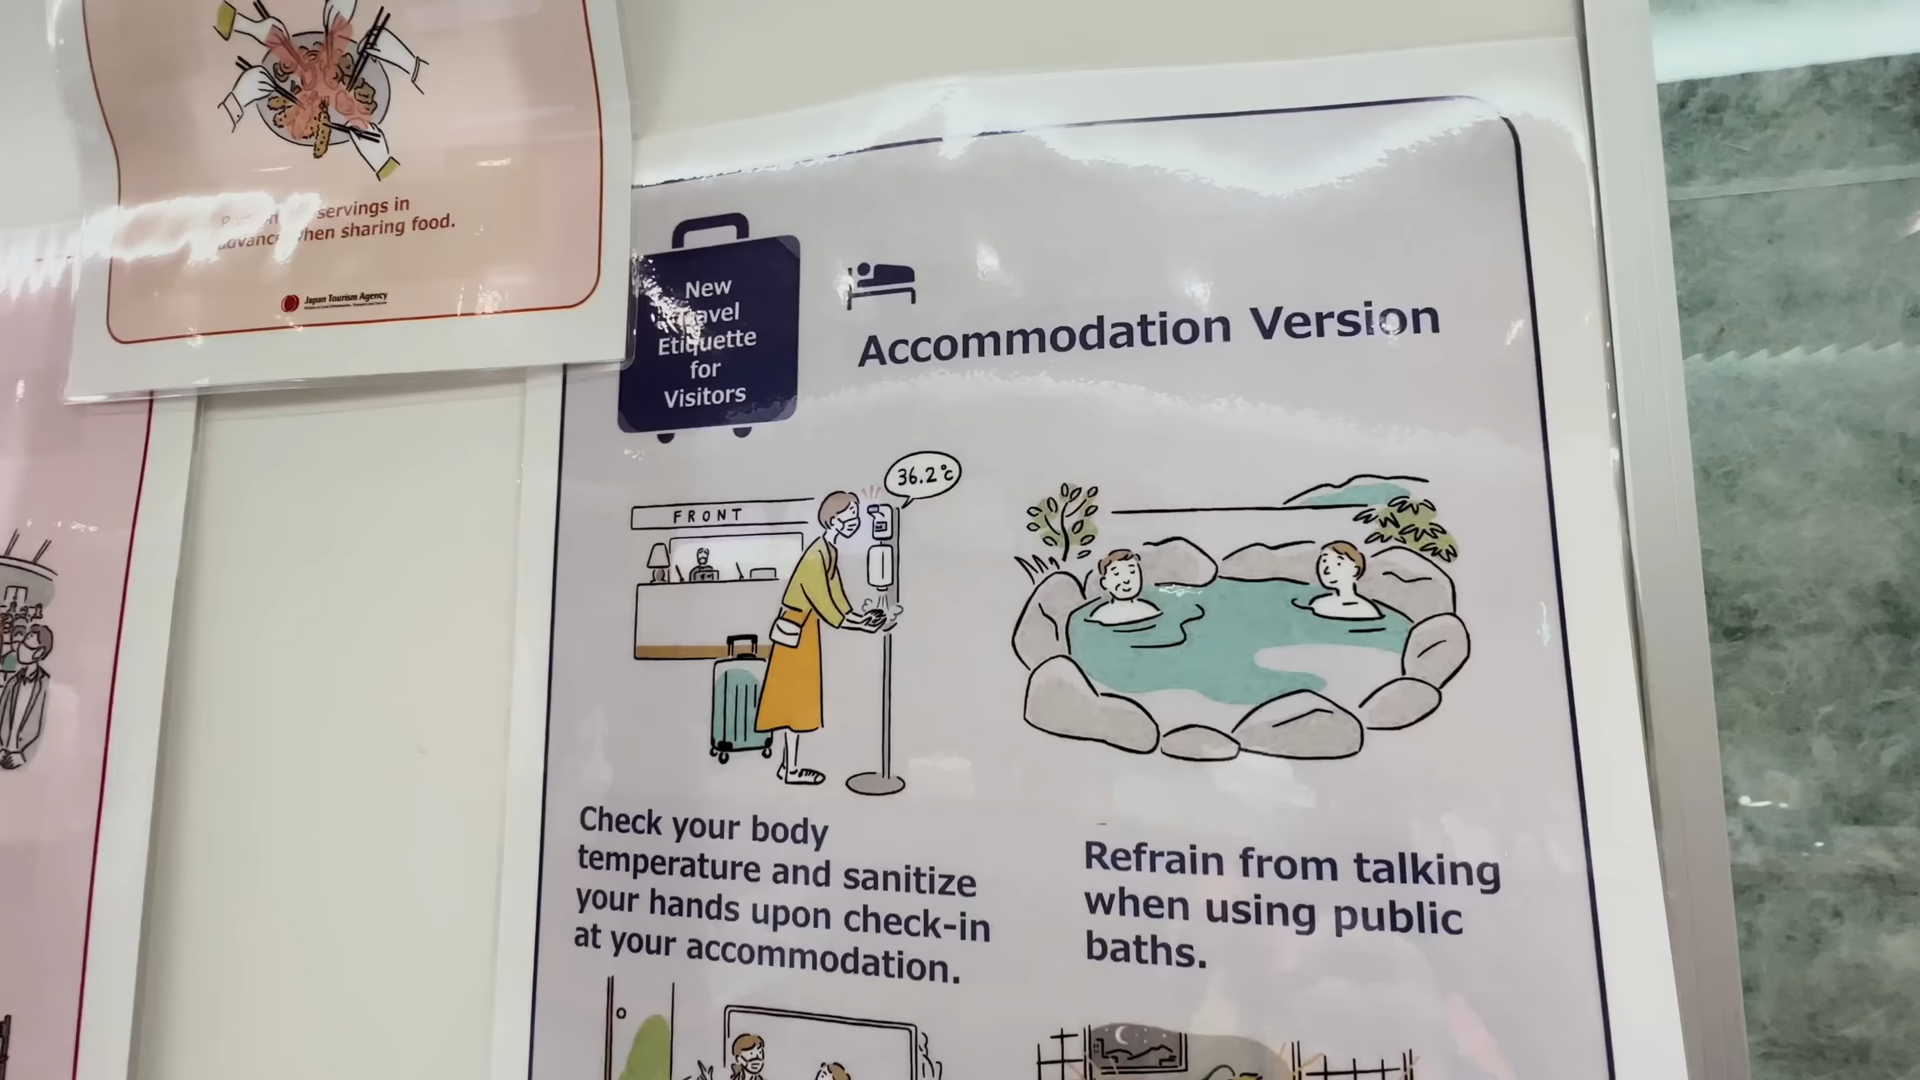 servings in
advance when sharing food.
Japan Tourism Agency
New
Travel
Etiquette
for
Visitors
Accommodation Version
36.2℃
FRONT
Check your body
temperature and sanitize
your hands upon check-in
at your accommodation.
Refrain from talking
when using public
baths.